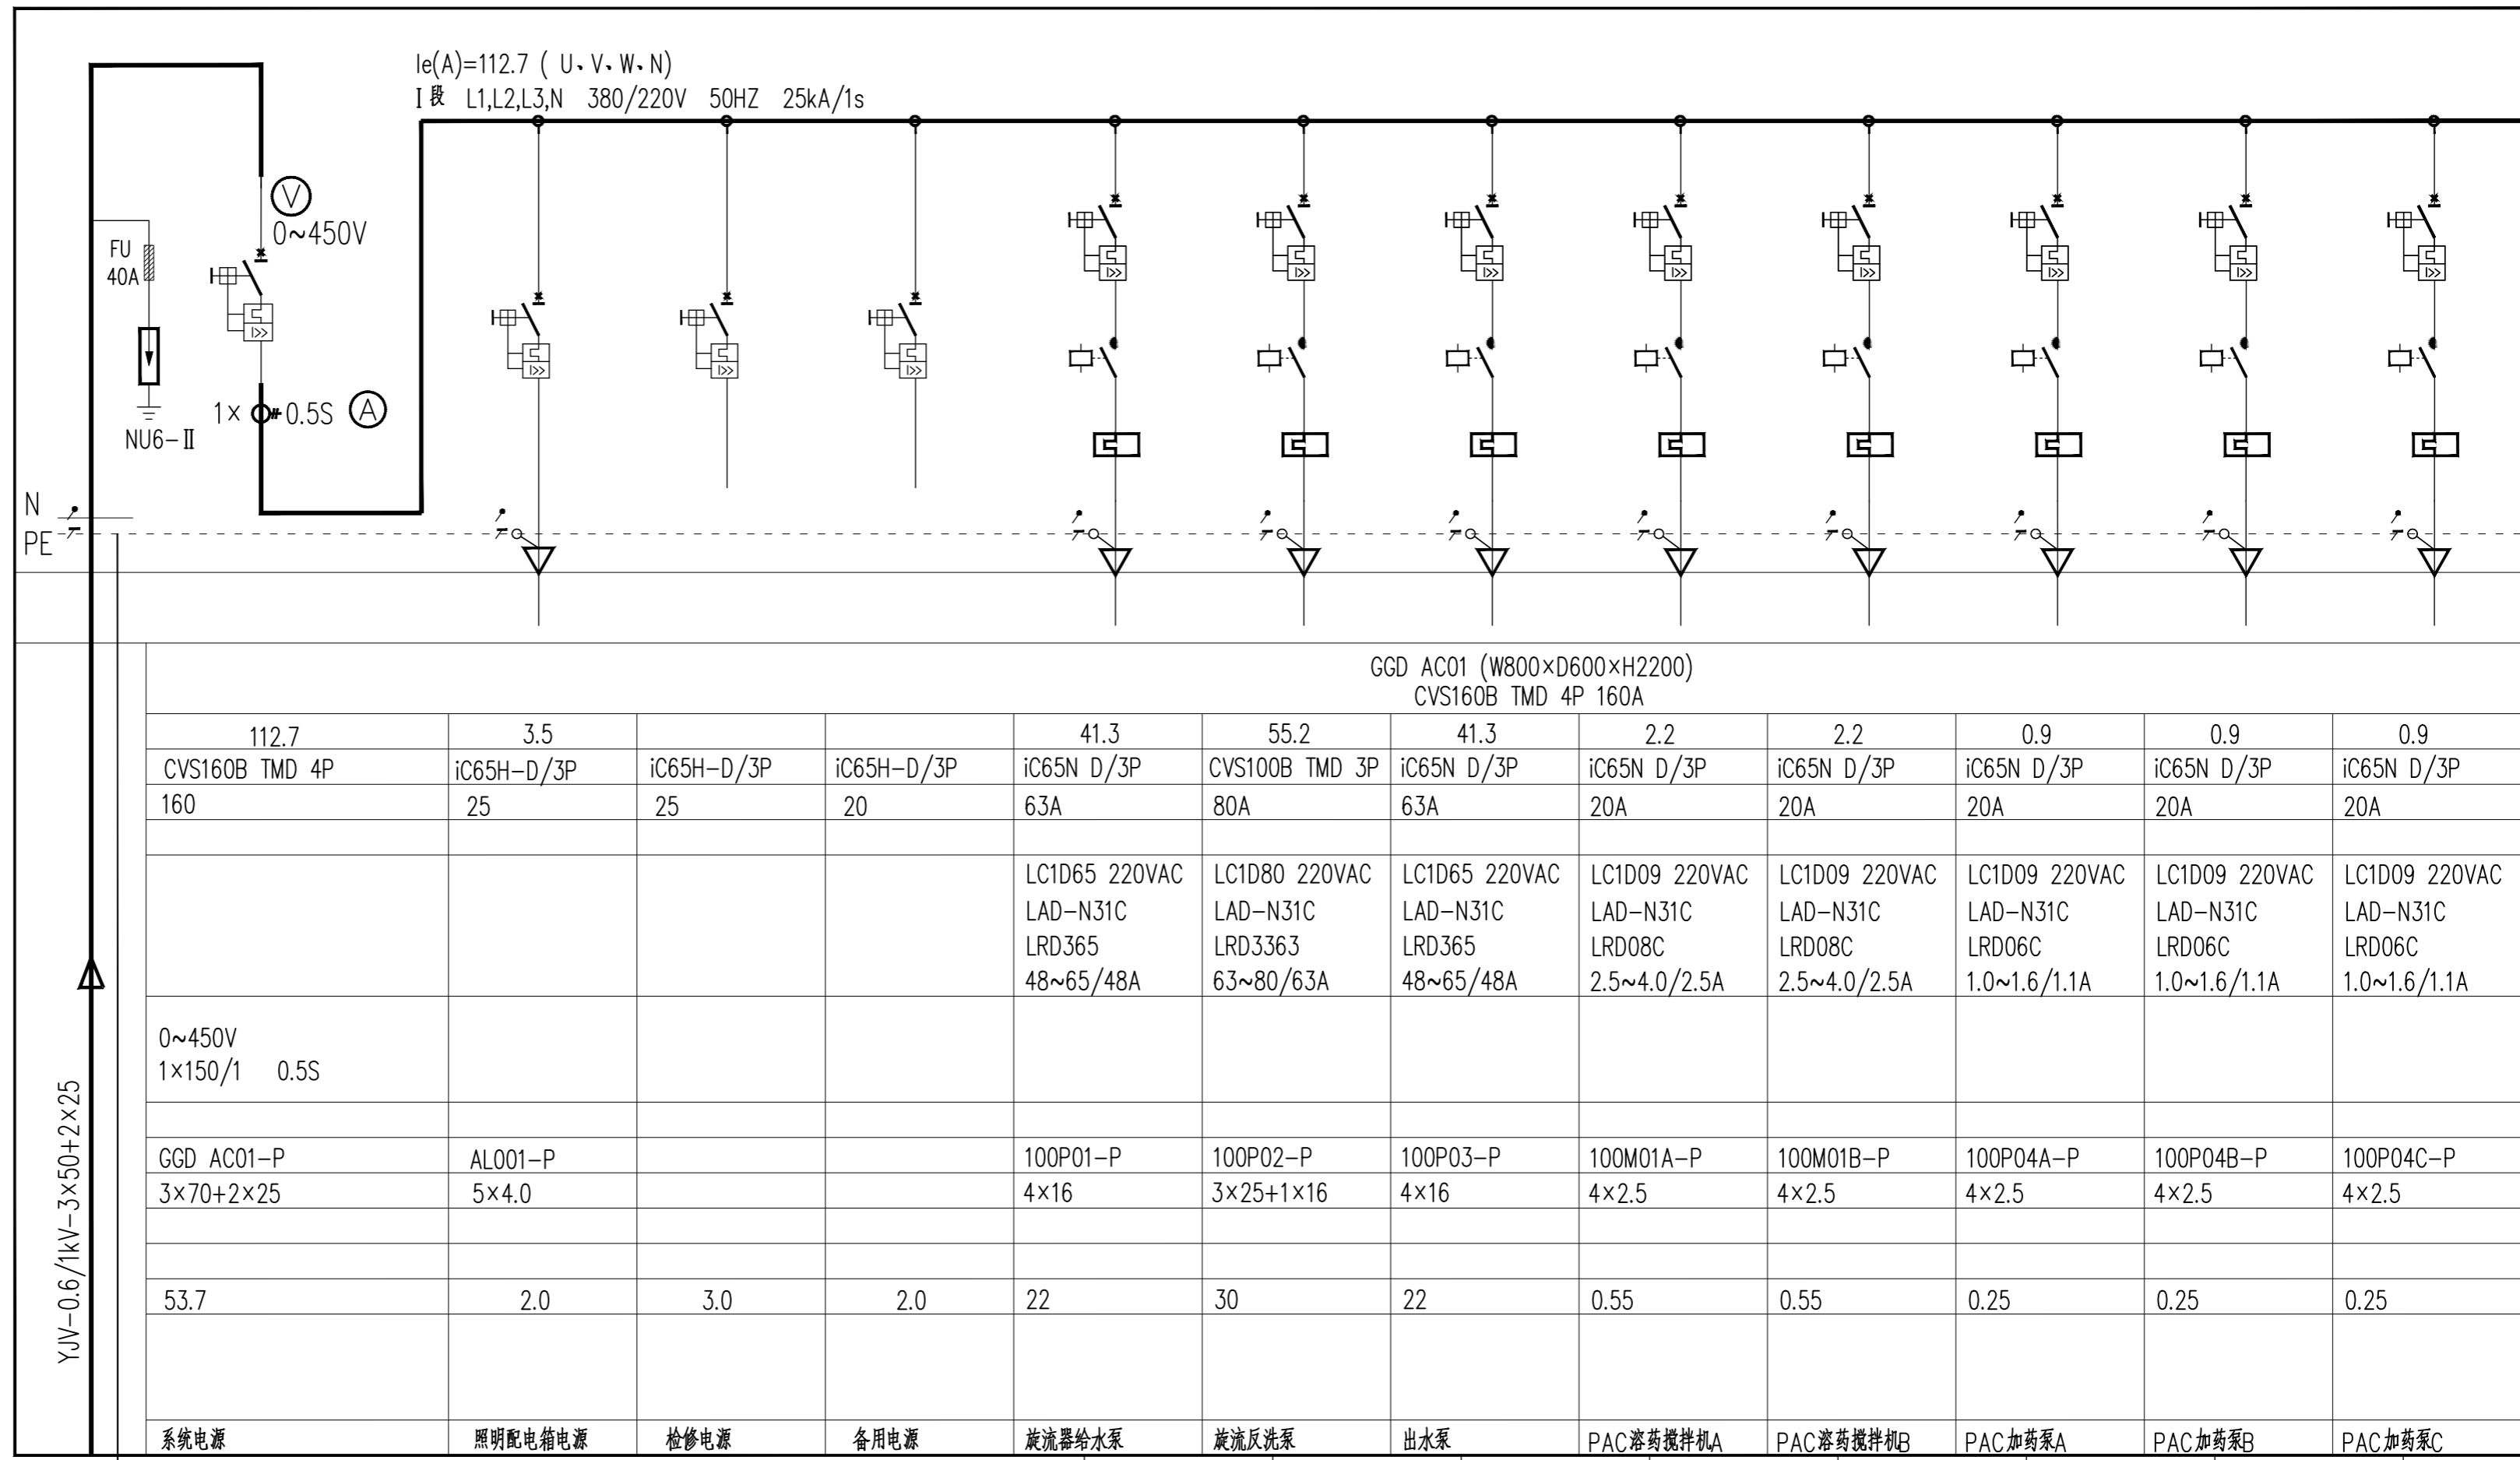 Ie(A)=112.7 ( U、V、W、N)
I段 L1,L2,L3,N 380/220V 50HZ 25kA/1s
V
0~450V
FU
40A
1× 0.5S A
NU6-II
N
PE
I>> I>> I>> I>> I>> I>> I>> I>> I>> I>> I>> I>>
YJV-0.6/1kV-3×50+2×25
GGD AC01 (W800×D600×H2200)
CVS160B TMD 4P 160A
112.7 3.5 41.3 55.2 41.3 2.2 2.2 0.9 0.9 0.9
CVS160B TMD 4P iC65H-D/3P iC65H-D/3P iC65H-D/3P iC65N D/3P CVS100B TMD 3P iC65N D/3P iC65N D/3P iC65N D/3P iC65N D/3P iC65N D/3P iC65N D/3P
160 25 25 20 63A 80A 63A 20A 20A 20A 20A 20A
LC1D65 220VAC LC1D80 220VAC LC1D65 220VAC LC1D09 220VAC LC1D09 220VAC LC1D09 220VAC LC1D09 220VAC LC1D09 220VAC
LAD-N31C LAD-N31C LAD-N31C LAD-N31C LAD-N31C LAD-N31C LAD-N31C LAD-N31C
LRD365 LRD3363 LRD365 LRD08C LRD08C LRD06C LRD06C LRD06C
48~65/48A 63~80/63A 48~65/48A 2.5~4.0/2.5A 2.5~4.0/2.5A 1.0~1.6/1.1A 1.0~1.6/1.1A 1.0~1.6/1.1A
0~450V
1×150/1 0.5S
GGD AC01-P AL001-P 100P01-P 100P02-P 100P03-P 100M01A-P 100M01B-P 100P04A-P 100P04B-P 100P04C-P
3×70+2×25 5×4.0 4×16 3×25+1×16 4×16 4×2.5 4×2.5 4×2.5 4×2.5 4×2.5
53.7 2.0 3.0 2.0 22 30 22 0.55 0.55 0.25 0.25 0.25
系统电源 照明配电箱电源 检修电源 备用电源 旋流器给水泵 旋流反洗泵 出水泵 PAC溶药搅拌机A PAC溶药搅拌机B PAC加药泵A PAC加药泵B PAC加药泵C